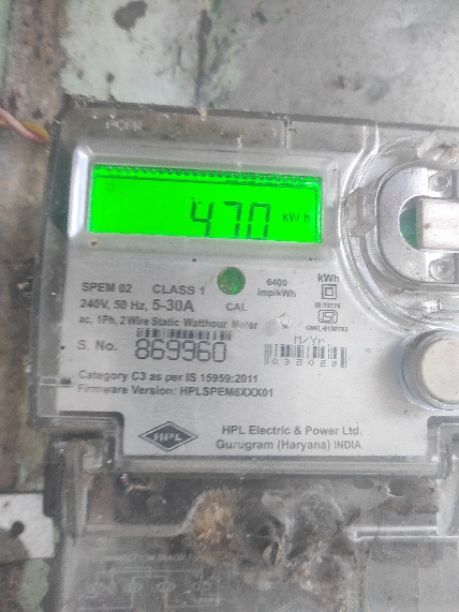 470 kWh
SPEM 02 CLASS 1 6400 kWh
240V, 50 Hz, 5-30A CAL imp/kWh
ac, 1Ph, 2Wire Static Watthour Meter
M/Yr
S. No. 869960
Category C3 as per IS 15959:2011
Firmware Version: HPLSPEM6XXX01
HPL
HPL Electric & Power Ltd.
Gurugram (Haryana) INDIA